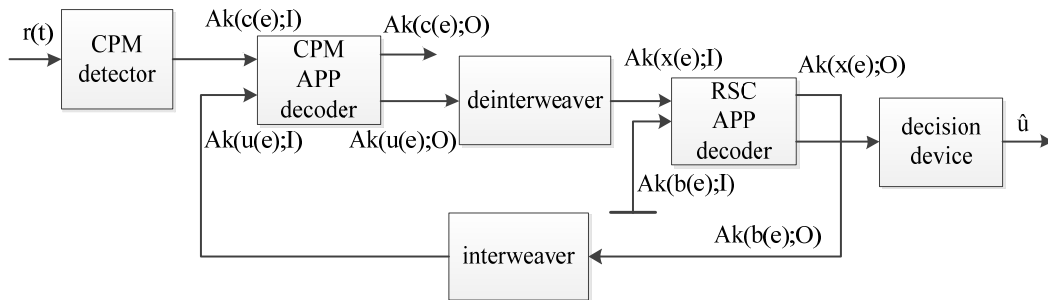 r(t)
CPM
detector
Ak(c(e);I)
Ak(u(e);I)
CPM
APP
decoder
Ak(c(e);O)
Ak(u(e);O)
deinterweaver
Ak(x(e);I)
Ak(b(e);I)
RSC
APP
decoder
Ak(x(e);O)
Ak(b(e);O)
decision
device
û
interweaver